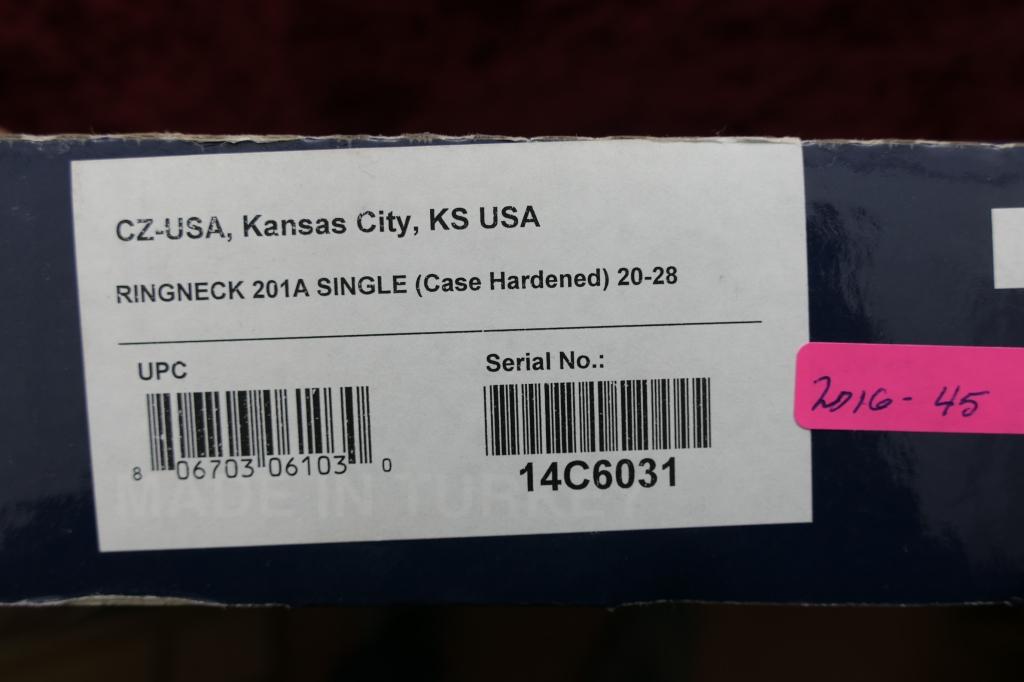 CZ-USA, Kansas City, KS USA
RINGNECK 201A SINGLE (Case Hardened) 20-28
UPC
Serial No.:
8 06703 06103 0
14C6031
MADE IN TURKEY
2016-45